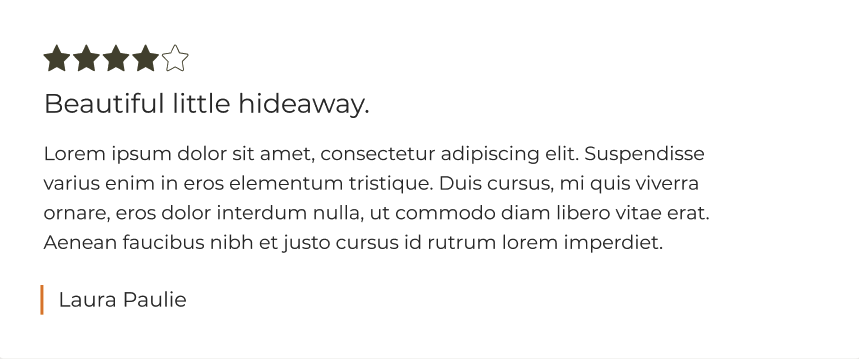 Beautiful little hideaway.
Lorem ipsum dolor sit amet, consectetur adipiscing elit. Suspendisse
varius enim in eros elementum tristique. Duis cursus, mi quis viverra
ornare, eros dolor interdum nulla, ut commodo diam libero vitae erat.
Aenean faucibus nibh et justo cursus id rutrum lorem imperdiet.
Laura Paulie